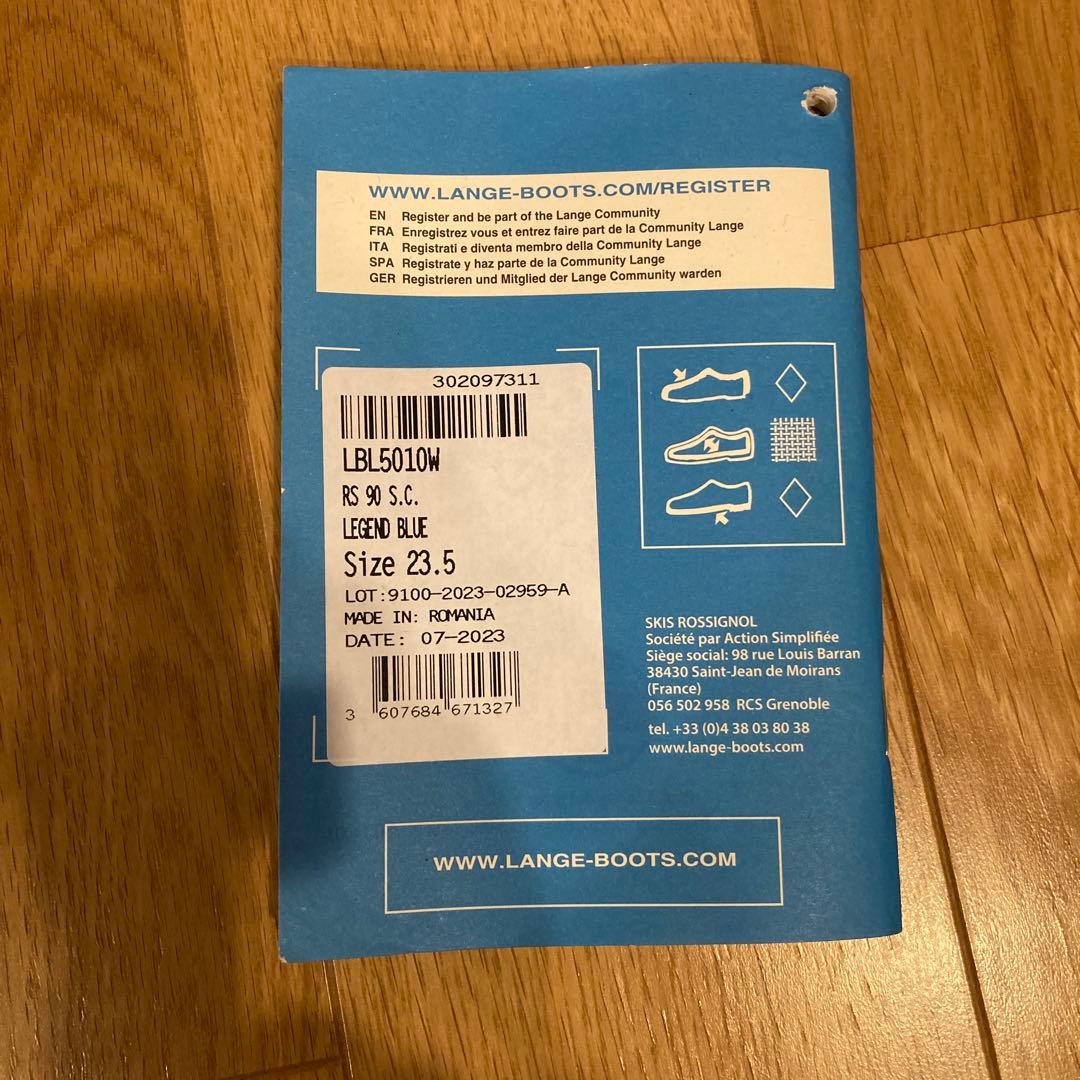 WWW.LANGE-BOOTS.COM/REGISTER
EN Register and be part of the Lange Community
FRA Enregistrez vous et entrez faire part de la Community Lange
ITA Registrati e diventa membro della Community Lange
SPA Registrate y haz parte de la Community Lange
GER Registrieren und Mitglied der Lange Community warden
302097311
LBL5010W
RS 90 S.C.
LEGEND BLUE
Size 23.5
LOT:9100-2023-02959-A
MADE IN: ROMANIA
DATE: 07-2023
3 607684 671327
SKIS ROSSIGNOL
Société par Action Simplifiée
Siège social: 98 rue Louis Barran
38430 Saint-Jean de Moirans
(France)
056 502 958 RCS Grenoble
tel. +33 (0)4 38 03 80 38
www.lange-boots.com
WWW.LANGE-BOOTS.COM